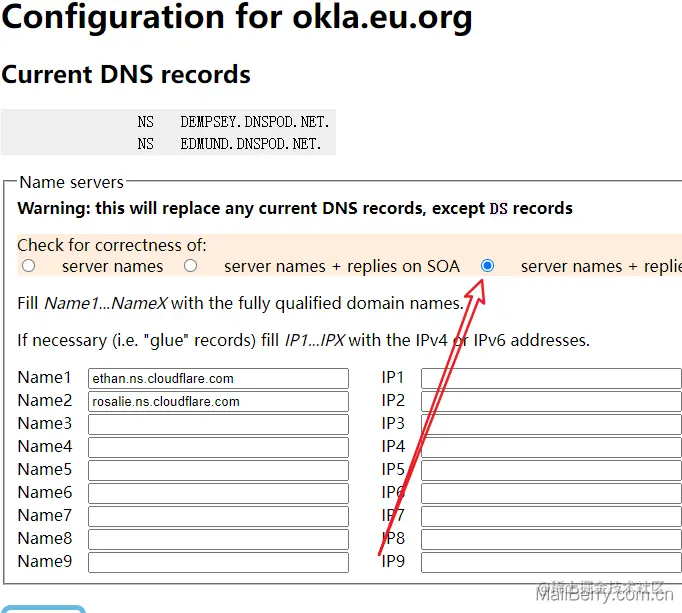 Configuration for okla.eu.org
Current DNS records
NS DEMPSEY.DNSPOD.NET.
NS EDMUND.DNSPOD.NET.
Name servers
Warning: this will replace any current DNS records, except DS records
Check for correctness of:
server names server names + replies on SOA server names + replie
Fill Name1...NameX with the fully qualified domain names.
If necessary (i.e. "glue" records) fill IP1...IPX with the IPv4 or IPv6 addresses.
Name1 ethan.ns.cloudflare.com IP1
Name2 rosalie.ns.cloudflare.com IP2
Name3 IP3
Name4 IP4
Name5 IP5
Name6 IP6
Name7 IP7
Name8 IP8
Name9 IP9
@稀土掘金技术社区
MailBerry.com.cn